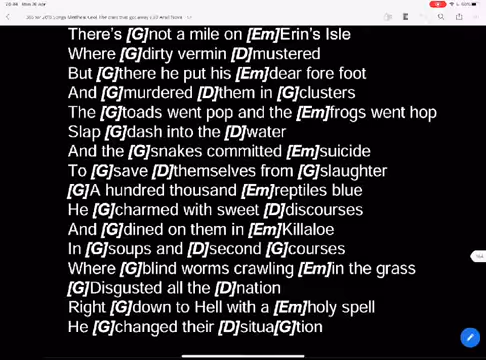 There's [G]not a mile on [Em]Erin's Isle
Where [G]dirty vermin [D]mustered
But [G]there he put his [Em]dear fore foot
And [G]murdered [D]them in [G]clusters
The [G]toads went pop and the [Em]frogs went hop
Slap [G]dash into the [D]water
And the [G]snakes committed [Em]suicide
To [G]save [D]themselves from [G]slaughter
[G]A hundred thousand [Em]reptiles blue
He [G]charmed with sweet [D]discourses
And [G]dined on them in [Em]Killaloe
In [G]soups and [D]second [G]courses
Where [G]blind worms crawling [Em]in the grass
[G]Disgusted all the [D]nation
Right [G]down to Hell with a [Em]holy spell
He [G]changed their [D]situa[G]tion